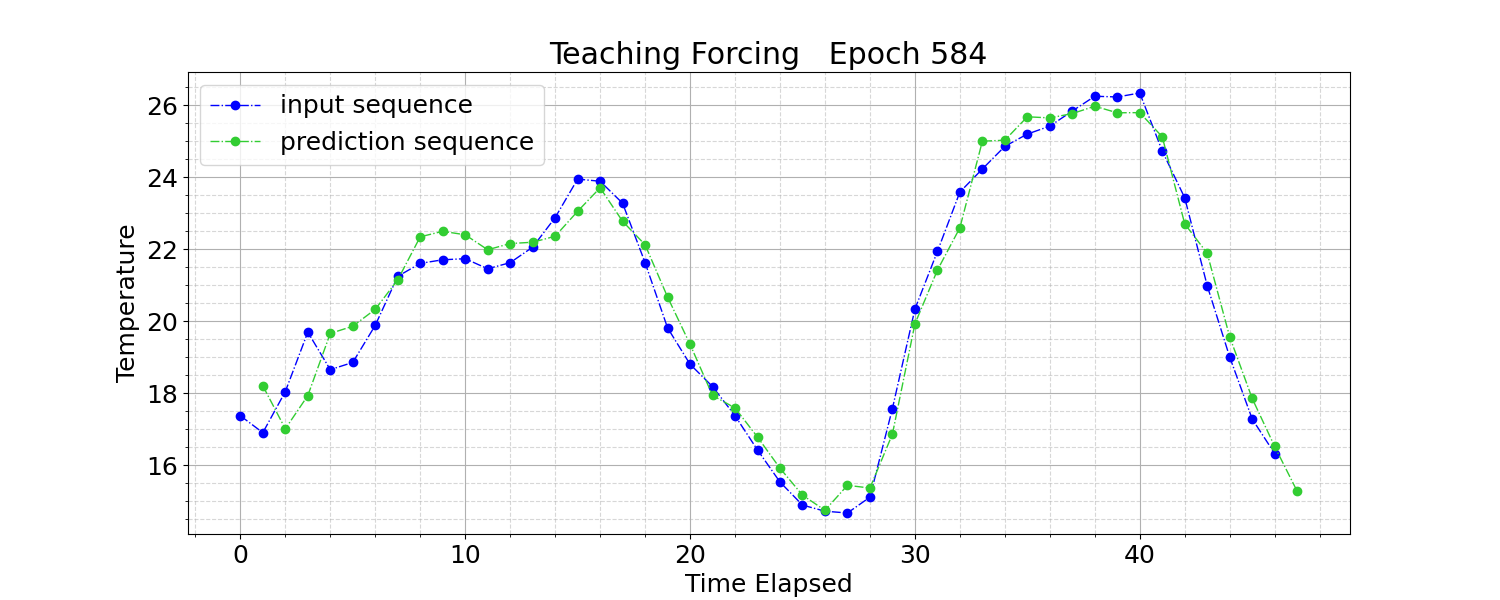 Teaching Forcing   Epoch 584
input sequence
prediction sequence
26
24
22
20
18
16
Temperature
0 10 20 30 40
Time Elapsed